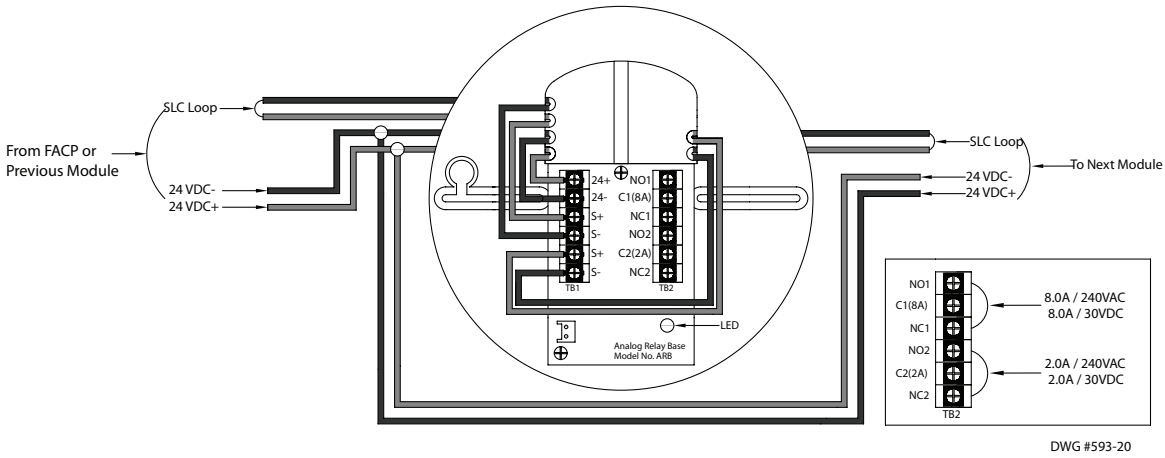 SLC Loop
From FACP or
Previous Module
24 VDC-
24 VDC+
24+
24-
S+
S-
S+
S-
TB1
NO1
C1(8A)
NC1
NO2
C2(2A)
NC2
TB2
LED
Analog Relay Base
Model No. ARB
SLC Loop
24 VDC-
24 VDC+
To Next Module
NO1
C1(8A)
NC1
NO2
C2(2A)
NC2
TB2
8.0A / 240VAC
8.0A / 30VDC
2.0A / 240VAC
2.0A / 30VDC
DWG #593-20